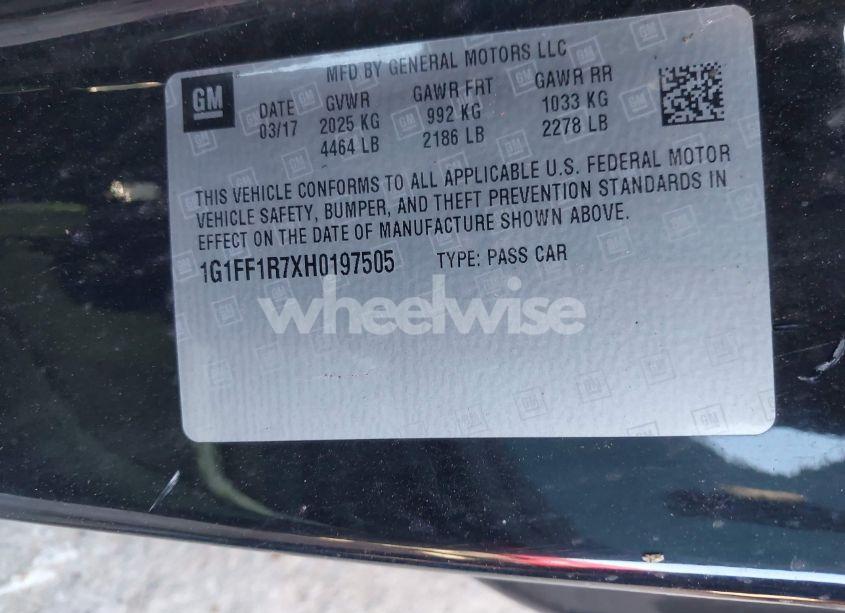 GM
MFD BY GENERAL MOTORS LLC
DATE GVWR GAWR FRT GAWR RR
03/17 2025 KG 992 KG 1033 KG
4464 LB 2186 LB 2278 LB
THIS VEHICLE CONFORMS TO ALL APPLICABLE U.S. FEDERAL MOTOR
VEHICLE SAFETY, BUMPER, AND THEFT PREVENTION STANDARDS IN
EFFECT ON THE DATE OF MANUFACTURE SHOWN ABOVE.
1G1FF1R7XH0197505 TYPE: PASS CAR
wheelwise